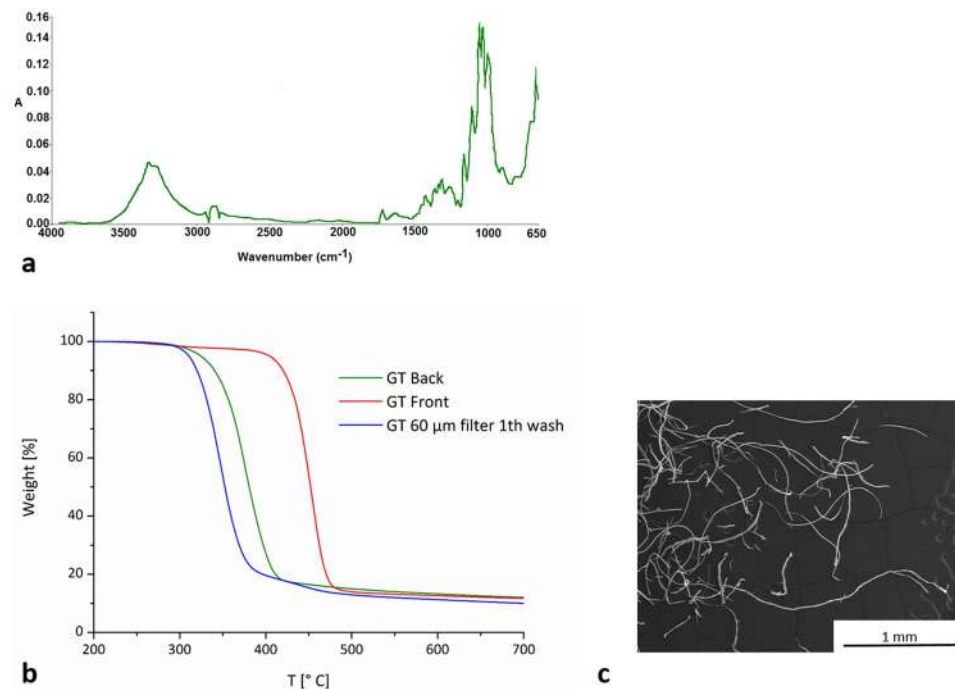 0.16
0.14
0.12
0.10
A
0.08
0.06
0.04
0.02
0.00
4000 3500 3000 2500 2000 1500 1000 650
Wavenumber (cm-1)
a
100
80
60
40
20
0
Weight [%]
GT Back
GT Front
GT 60 µm filter 1th wash
200 300 400 500 600 700
T [° C]
b
1 mm
c